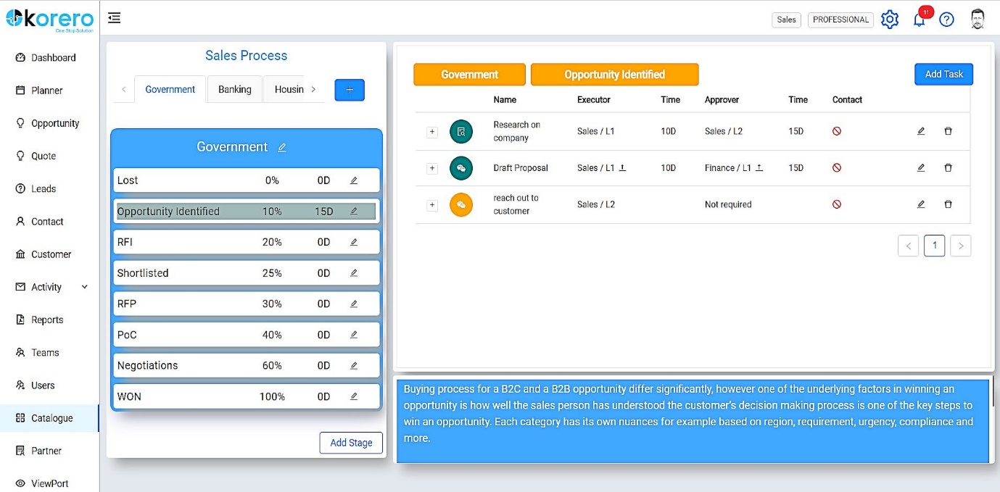 korero
One Stop Solution
Sales
PROFESSIONAL
11
Dashboard
Planner
Opportunity
Quote
Leads
Contact
Customer
Activity
Reports
Teams
Users
Catalogue
Partner
ViewPort
Sales Process
Government Banking Housin
+
Government
Lost 0% 0D
Opportunity Identified 10% 15D
RFI 20% 0D
Shortlisted 25% 0D
RFP 30% 0D
PoC 40% 0D
Negotiations 60% 0D
WON 100% 0D
Add Stage
Government Opportunity Identified Add Task
Name Executor Time Approver Time Contact
+ Research on
company Sales / L1 10D Sales / L2 15D
+ Draft Proposal Sales / L1 10D Finance / L1 15D
+ reach out to
customer Sales / L2 Not required
< 1 >
Buying process for a B2C and a B2B opportunity differ significantly, however one of the underlying factors in winning an
opportunity is how well the sales person has understood the customer's decision making process is one of the key steps to
win an opportunity. Each category has its own nuances for example based on region, requirement, urgency, compliance and
more.